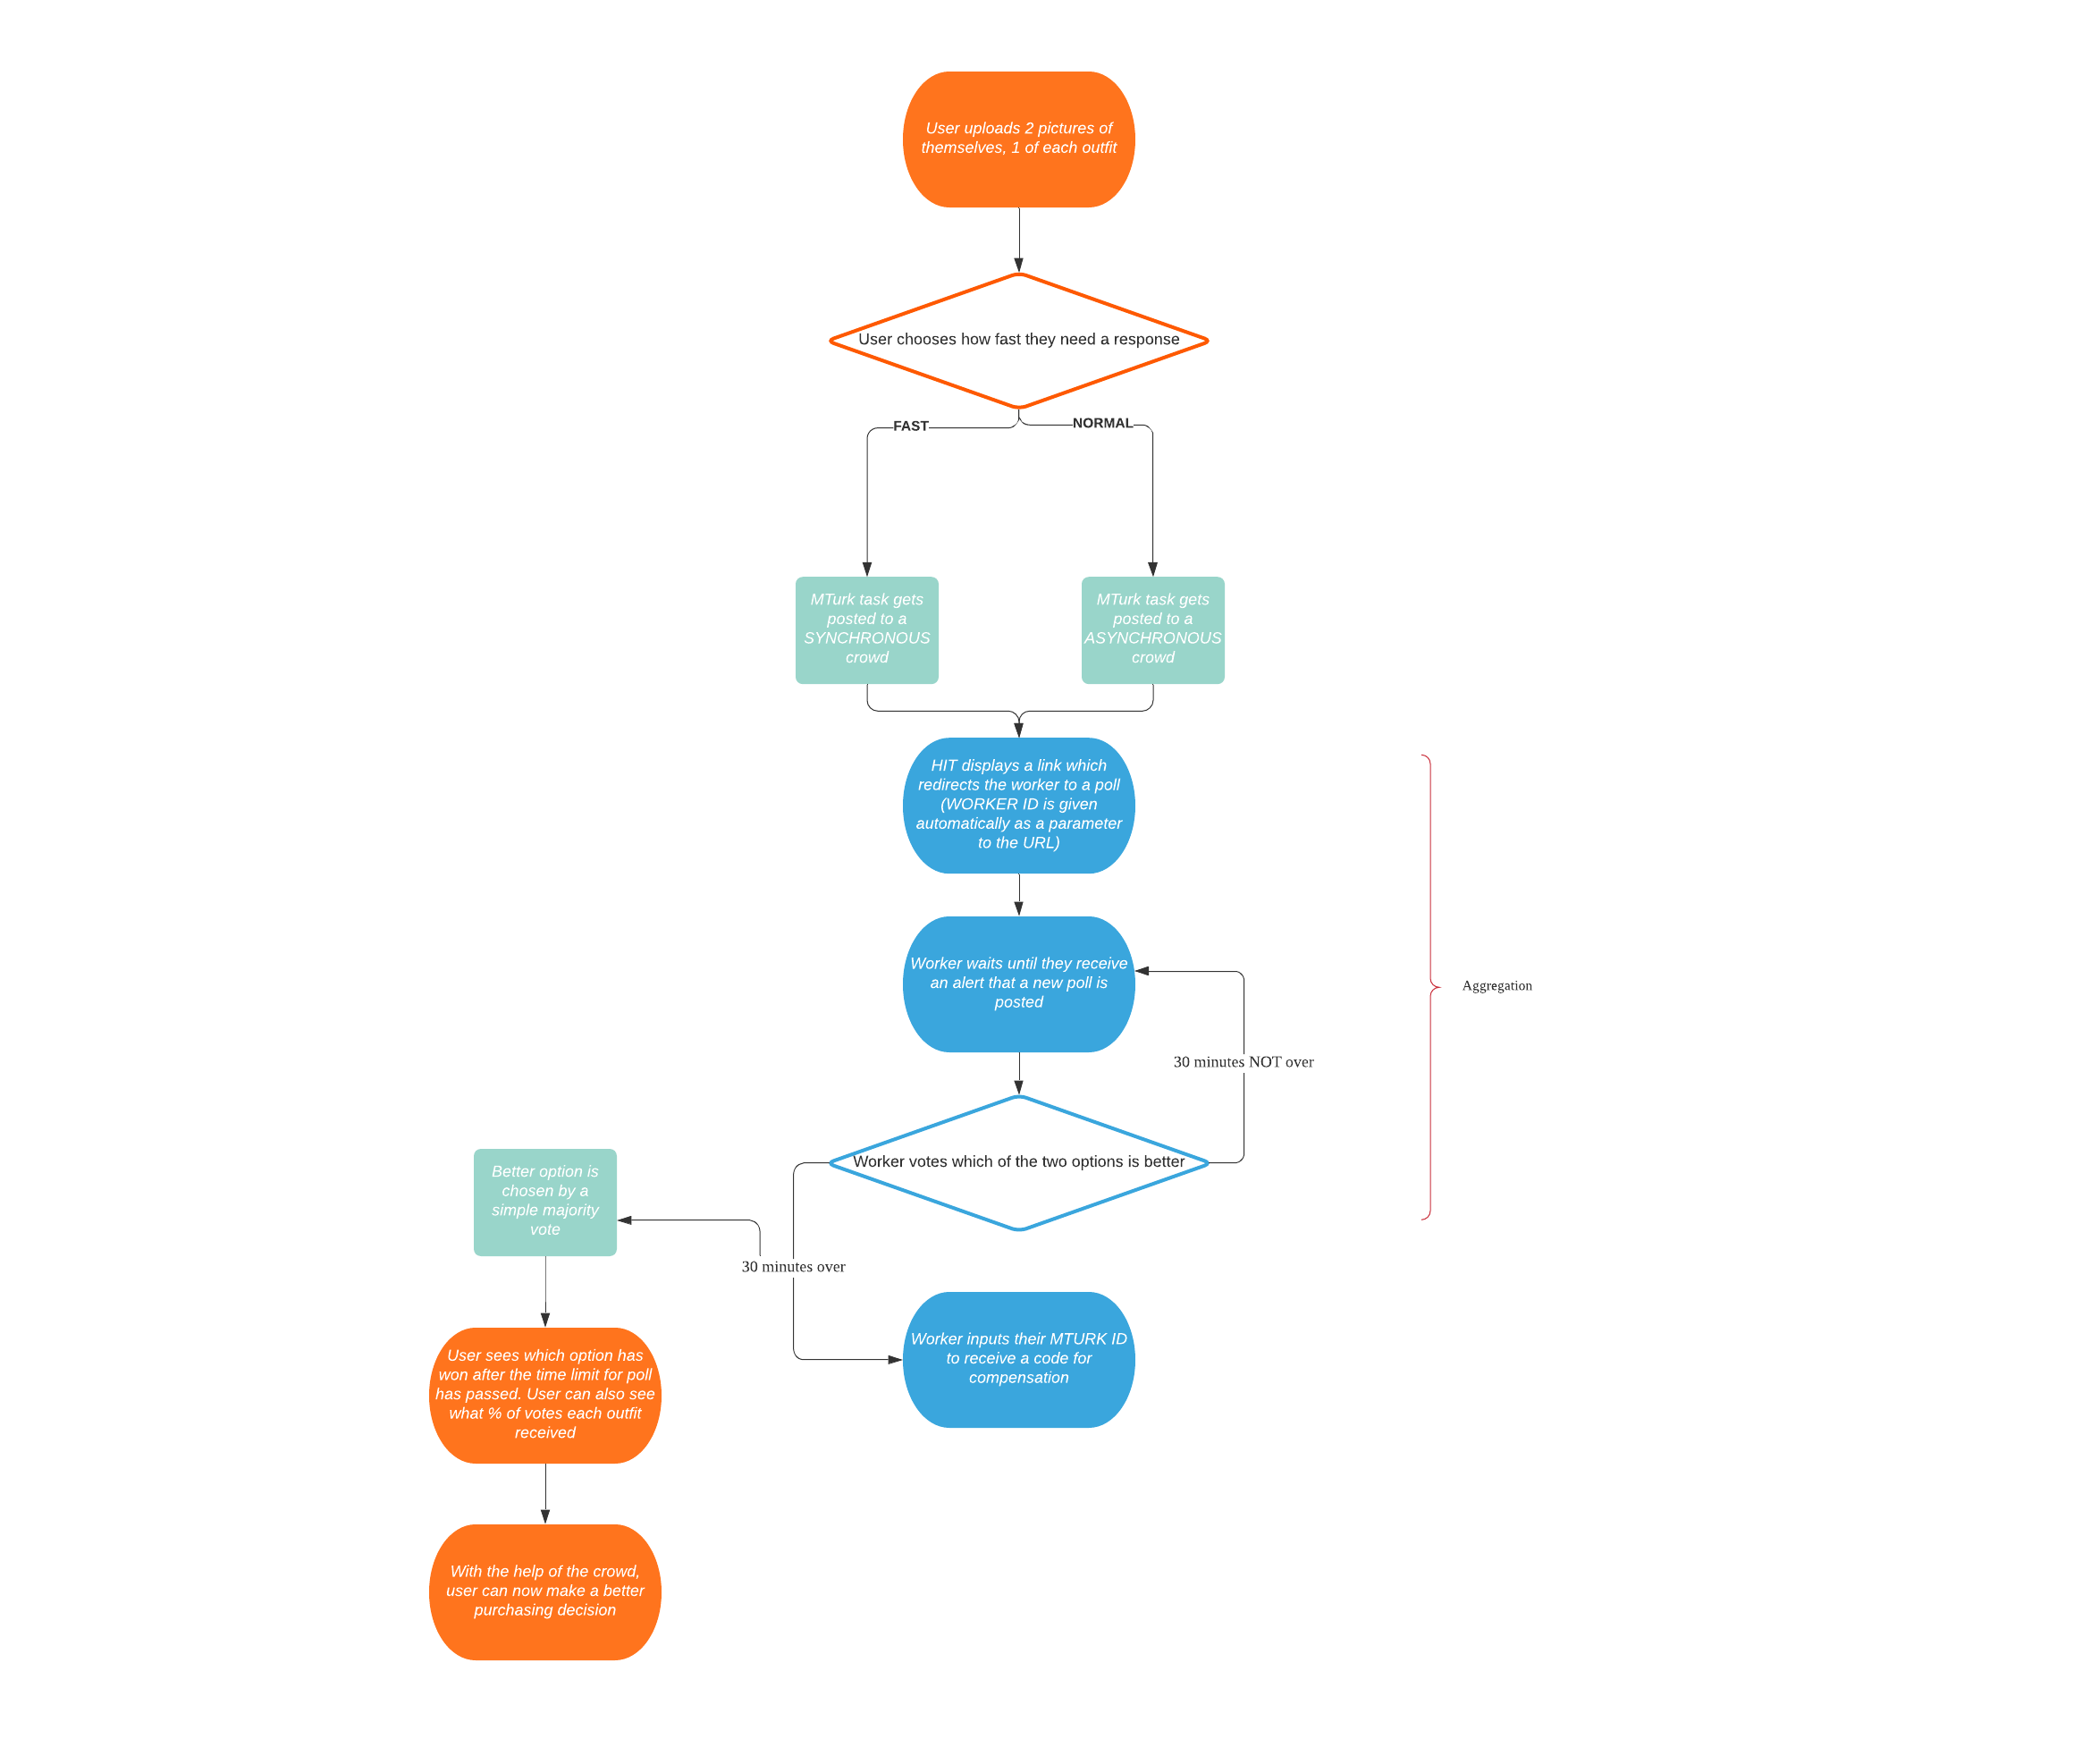 User uploads 2 pictures of
themselves, 1 of each outfit
User chooses how fast they need a response
FAST
NORMAL
MTurk task gets
posted to a
SYNCHRONOUS
crowd
MTurk task gets
posted to a
ASYNCHRONOUS
crowd
HIT displays a link which
redirects the worker to a poll
(WORKER ID is given
automatically as a parameter
to the URL)
Worker waits until they receive
an alert that a new poll is
posted
Aggregation
30 minutes NOT over
Worker votes which of the two options is better
Better option is
chosen by a
simple majority
vote
30 minutes over
Worker inputs their MTURK ID
to receive a code for
compensation
User sees which option has
won after the time limit for poll
has passed. User can also see
what % of votes each outfit
received
With the help of the crowd,
user can now make a better
purchasing decision